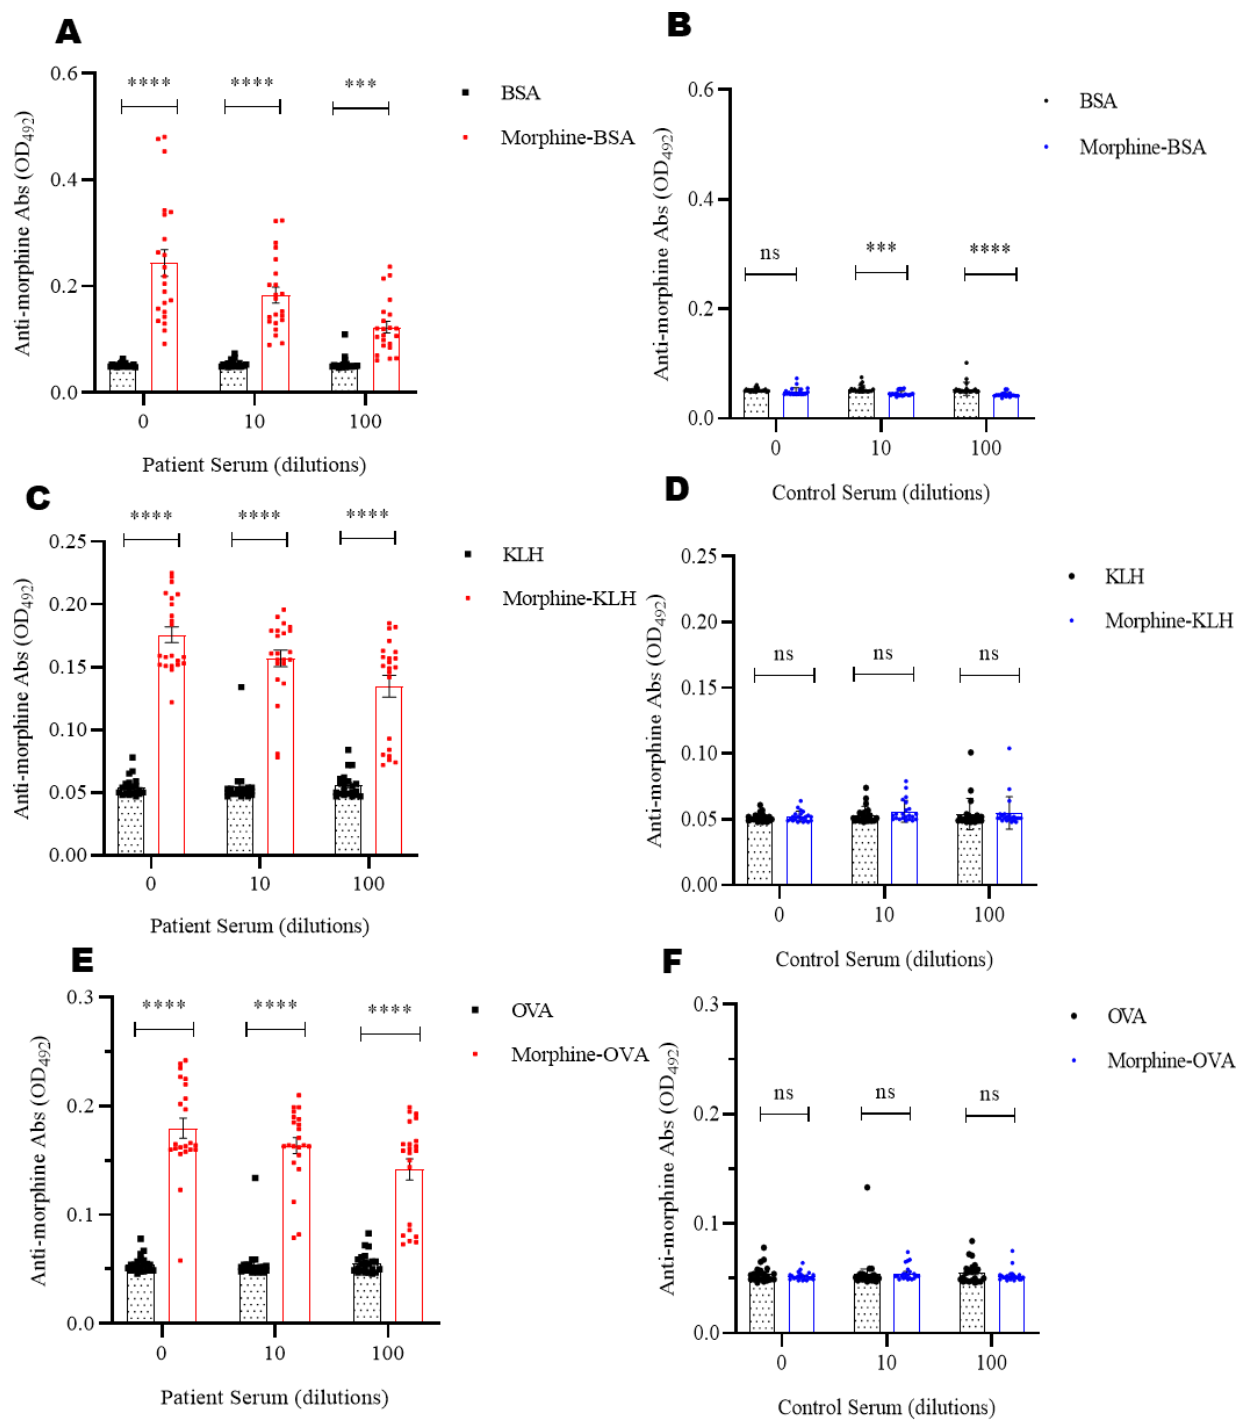 A
0.6
0.4
0.2
0.0
Anti-morphine Abs (OD492)
**** **** ***
BSA
Morphine-BSA
0 10 100
Patient Serum (dilutions)
B
0.6
0.4
0.2
0.0
Anti-morphine Abs (OD492)
ns *** ****
BSA
Morphine-BSA
0 10 100
Control Serum (dilutions)
C
0.25
0.20
0.15
0.10
0.05
0.00
Anti-morphine Abs (OD492)
**** **** ****
KLH
Morphine-KLH
0 10 100
Patient Serum (dilutions)
D
0.25
0.20
0.15
0.10
0.05
0.00
Anti-morphine Abs (OD492)
ns ns ns
KLH
Morphine-KLH
0 10 100
Control Serum (dilutions)
E
0.3
0.2
0.1
0.0
Anti-morphine Abs (OD492)
**** **** ****
OVA
Morphine-OVA
0 10 100
Patient Serum (dilutions)
F
0.3
0.2
0.1
0.0
Anti-morphine Abs (OD492)
ns ns ns
OVA
Morphine-OVA
0 10 100
Control Serum (dilutions)